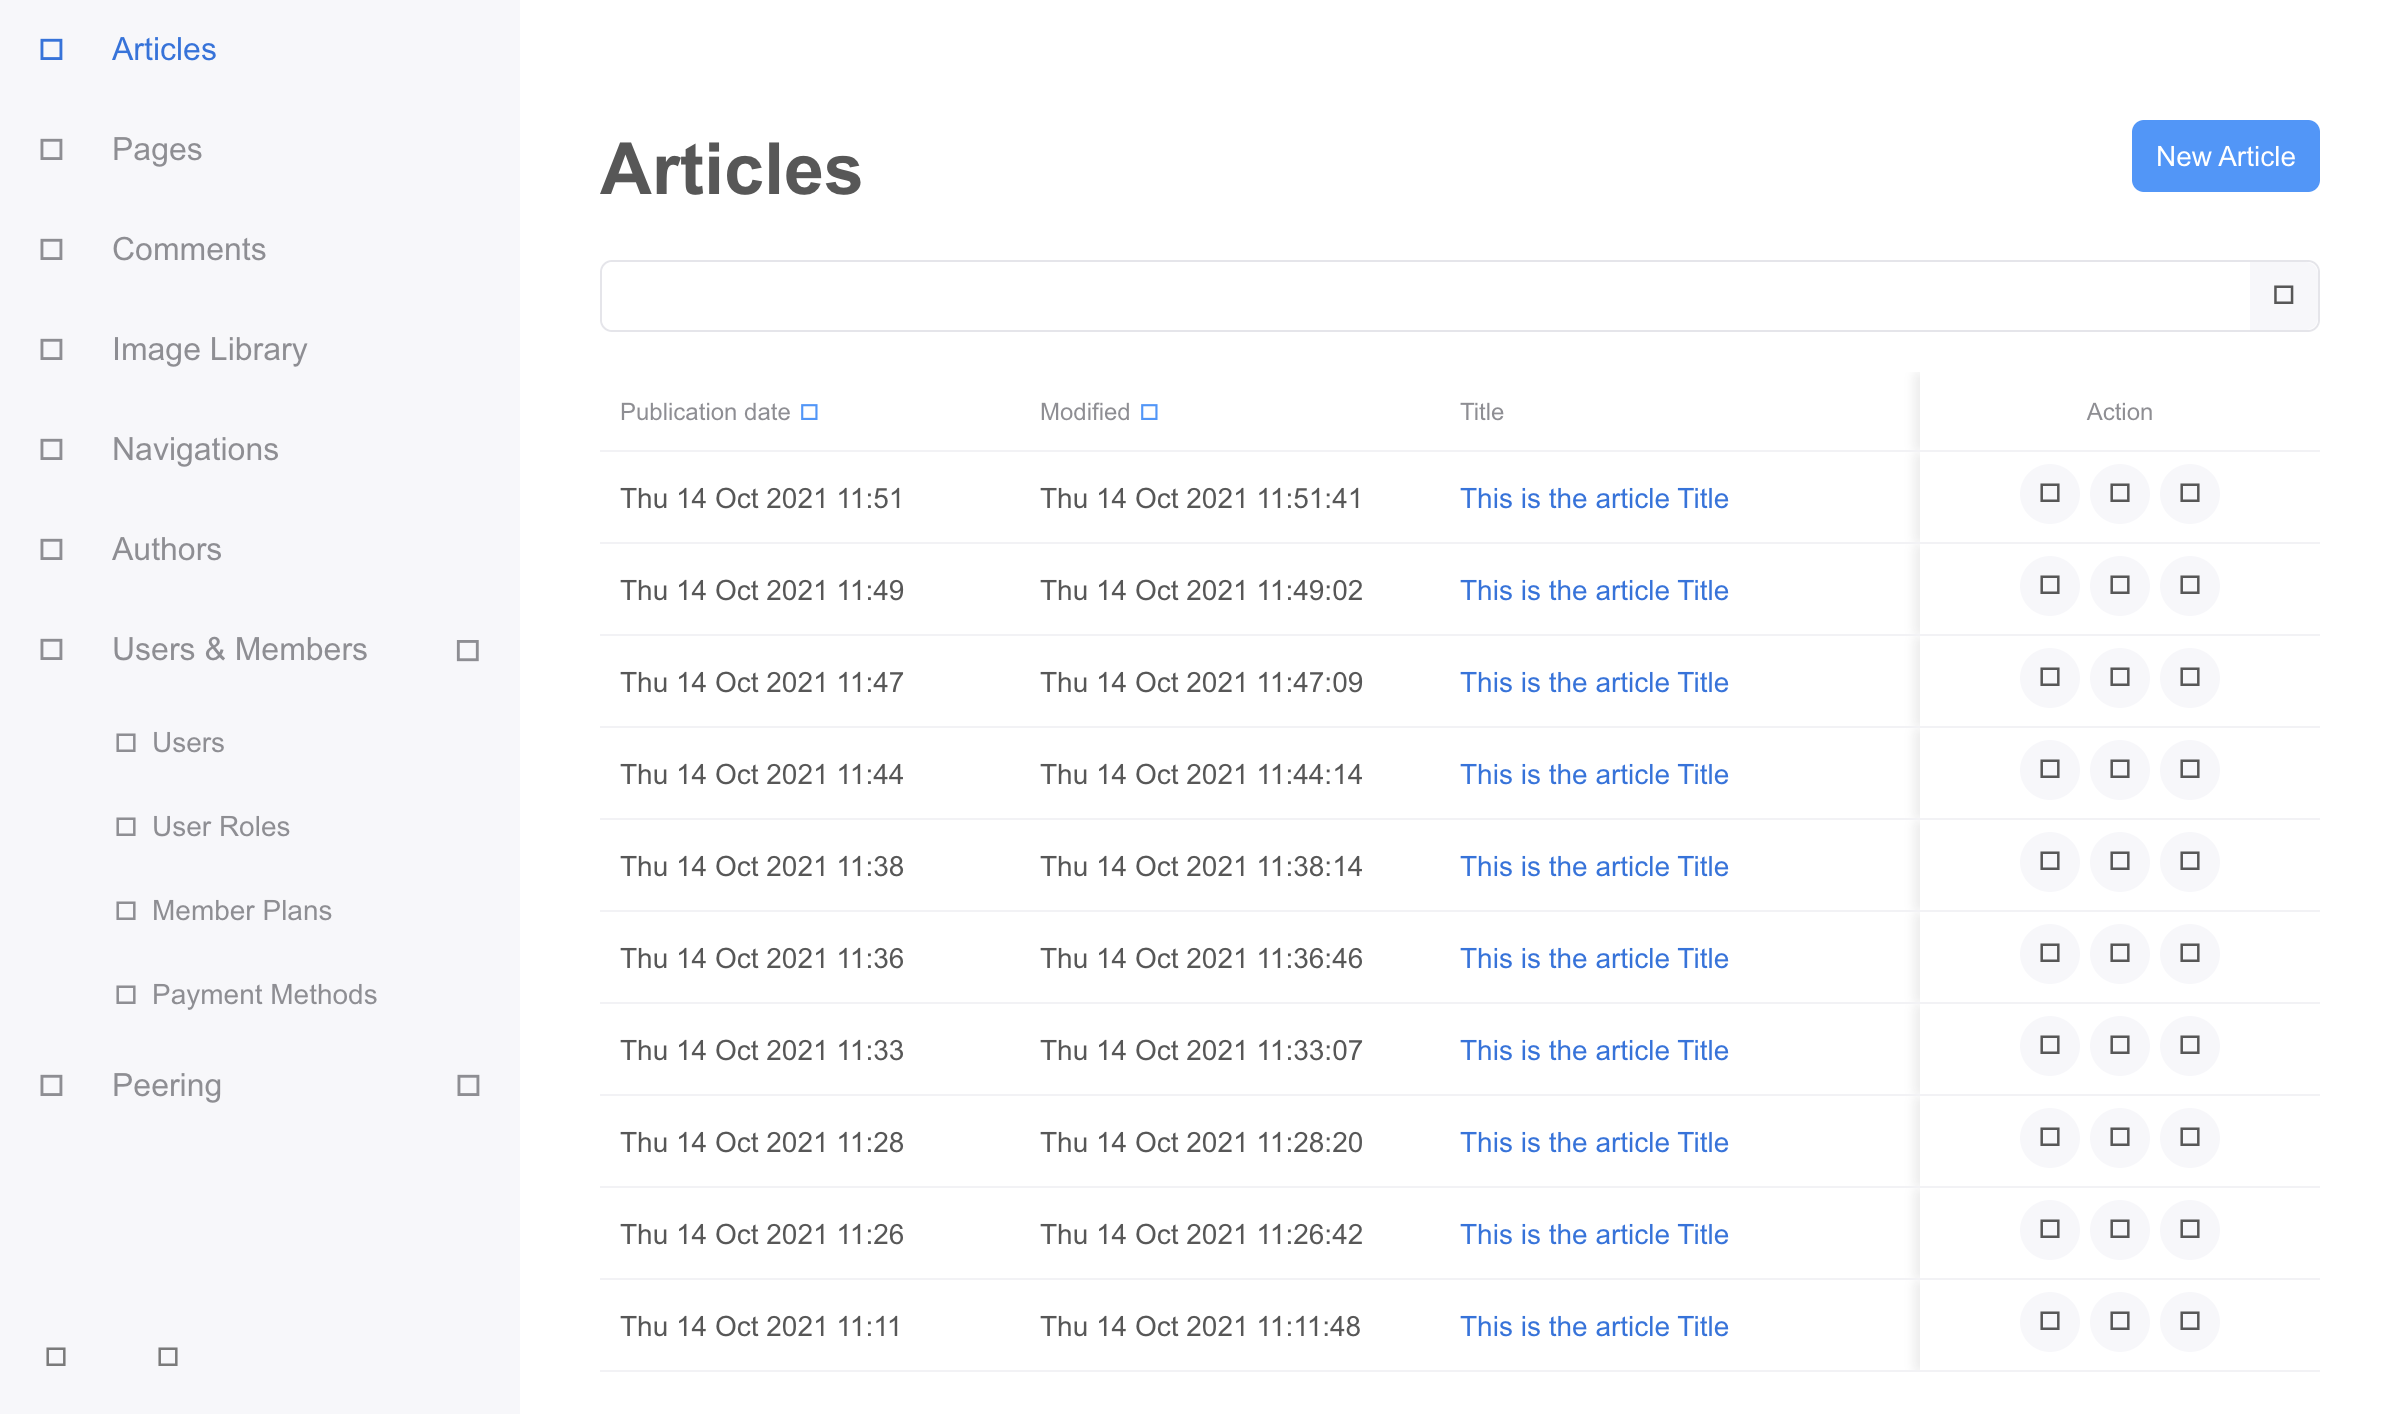 Articles
Pages
Comments
Image Library
Navigations
Authors
Users & Members
Users
User Roles
Member Plans
Payment Methods
Peering
Articles
New Article
Publication date Modified Title Action
Thu 14 Oct 2021 11:51 Thu 14 Oct 2021 11:51:41 This is the article Title
Thu 14 Oct 2021 11:49 Thu 14 Oct 2021 11:49:02 This is the article Title
Thu 14 Oct 2021 11:47 Thu 14 Oct 2021 11:47:09 This is the article Title
Thu 14 Oct 2021 11:44 Thu 14 Oct 2021 11:44:14 This is the article Title
Thu 14 Oct 2021 11:38 Thu 14 Oct 2021 11:38:14 This is the article Title
Thu 14 Oct 2021 11:36 Thu 14 Oct 2021 11:36:46 This is the article Title
Thu 14 Oct 2021 11:33 Thu 14 Oct 2021 11:33:07 This is the article Title
Thu 14 Oct 2021 11:28 Thu 14 Oct 2021 11:28:20 This is the article Title
Thu 14 Oct 2021 11:26 Thu 14 Oct 2021 11:26:42 This is the article Title
Thu 14 Oct 2021 11:11 Thu 14 Oct 2021 11:11:48 This is the article Title